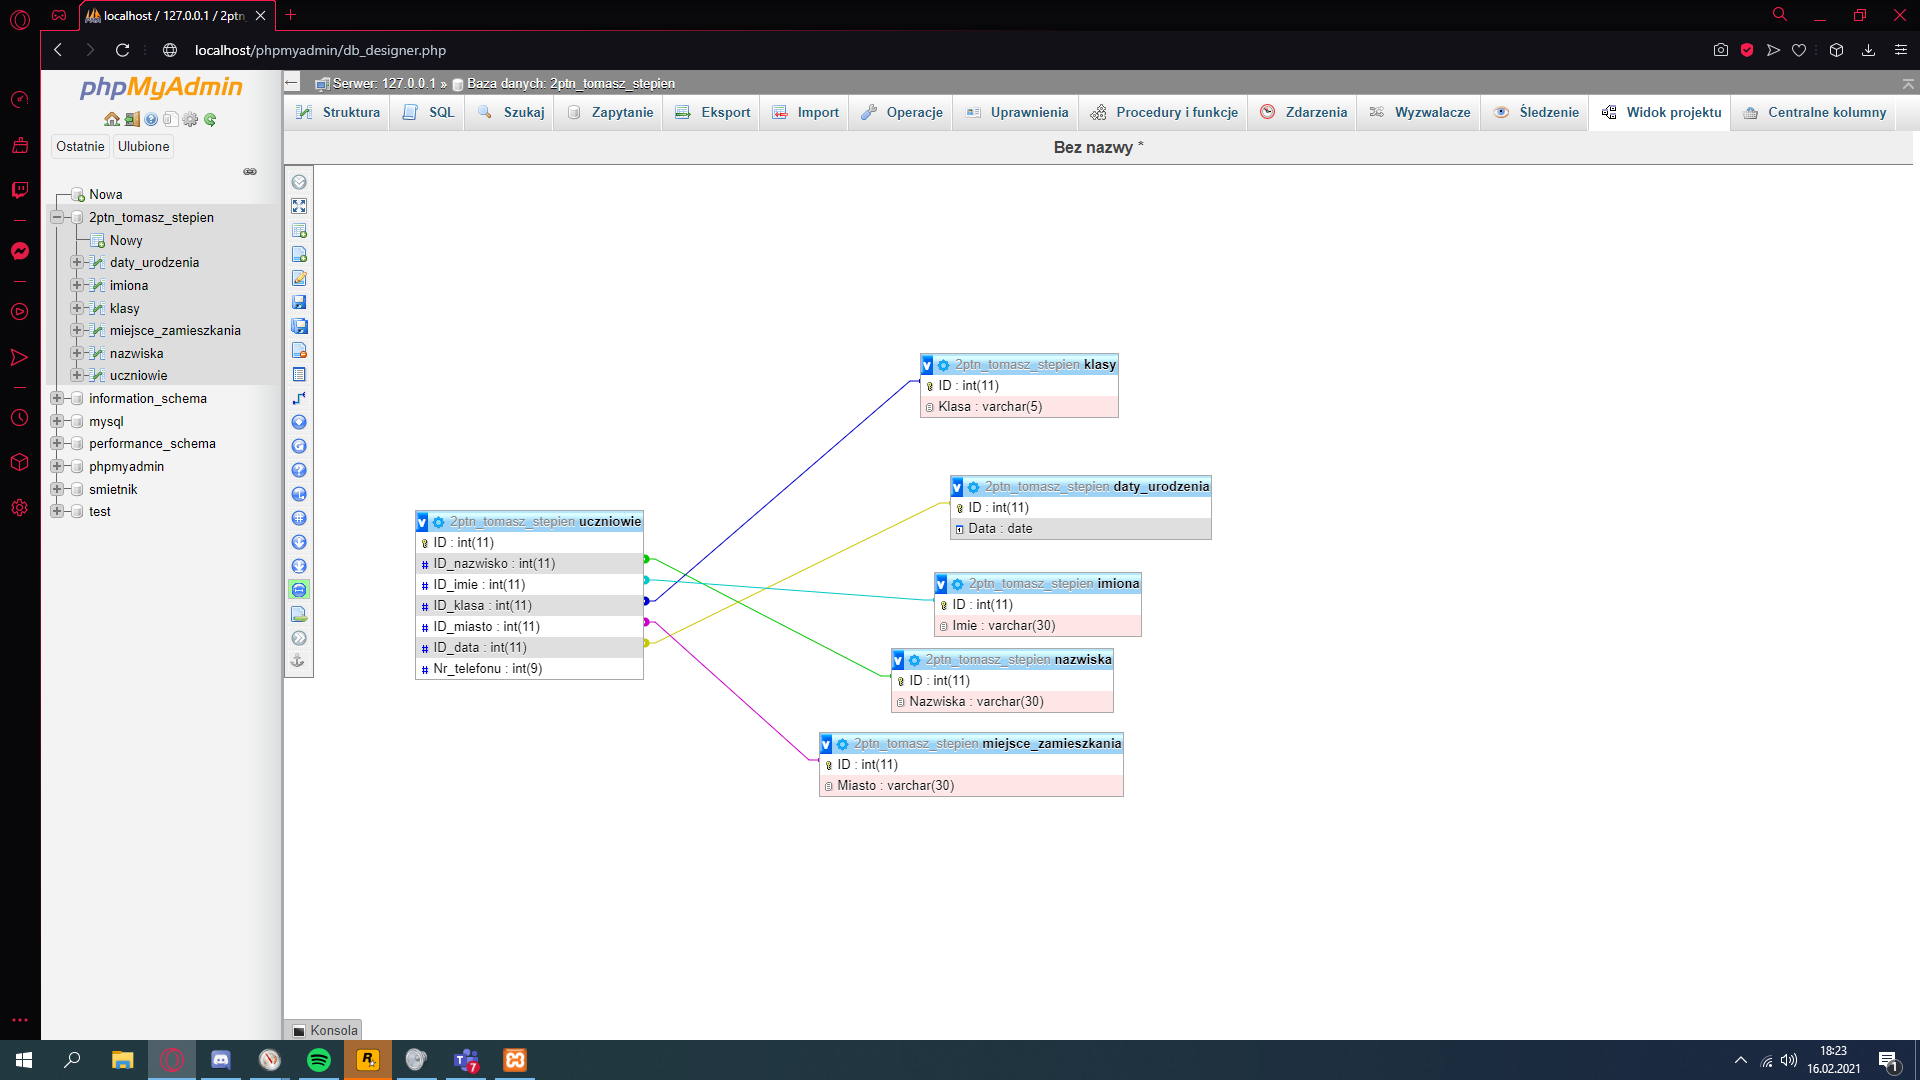 localhost / 127.0.0.1 / 2ptn_
localhost/phpmyadmin/db_designer.php
phpMyAdmin
Ostatnie
Ulubione
Nowa
2ptn_tomasz_stepien
Nowy
daty_urodzenia
imiona
klasy
miejsce_zamieszkania
nazwiska
uczniowie
information_schema
mysql
performance_schema
phpmyadmin
smietnik
test
Serwer: 127.0.0.1 » Baza danych: 2ptn_tomasz_stepien
Struktura
SQL
Szukaj
Zapytanie
Eksport
Import
Operacje
Uprawnienia
Procedury i funkcje
Zdarzenia
Wyzwalacze
Śledzenie
Widok projektu
Centralne kolumny
Bez nazwy *
v 2ptn_tomasz_stepien klasy
ID : int(11)
Klasa : varchar(5)
v 2ptn_tomasz_stepien daty_urodzenia
ID : int(11)
Data : date
v 2ptn_tomasz_stepien uczniowie
ID : int(11)
# ID_nazwisko : int(11)
# ID_imie : int(11)
# ID_klasa : int(11)
# ID_miasto : int(11)
# ID_data : int(11)
# Nr_telefonu : int(9)
v 2ptn_tomasz_stepien imiona
ID : int(11)
Imie : varchar(30)
v 2ptn_tomasz_stepien nazwiska
ID : int(11)
Nazwiska : varchar(30)
v 2ptn_tomasz_stepien miejsce_zamieszkania
ID : int(11)
Miasto : varchar(30)
Konsola
18:23
16.02.2021
7
1